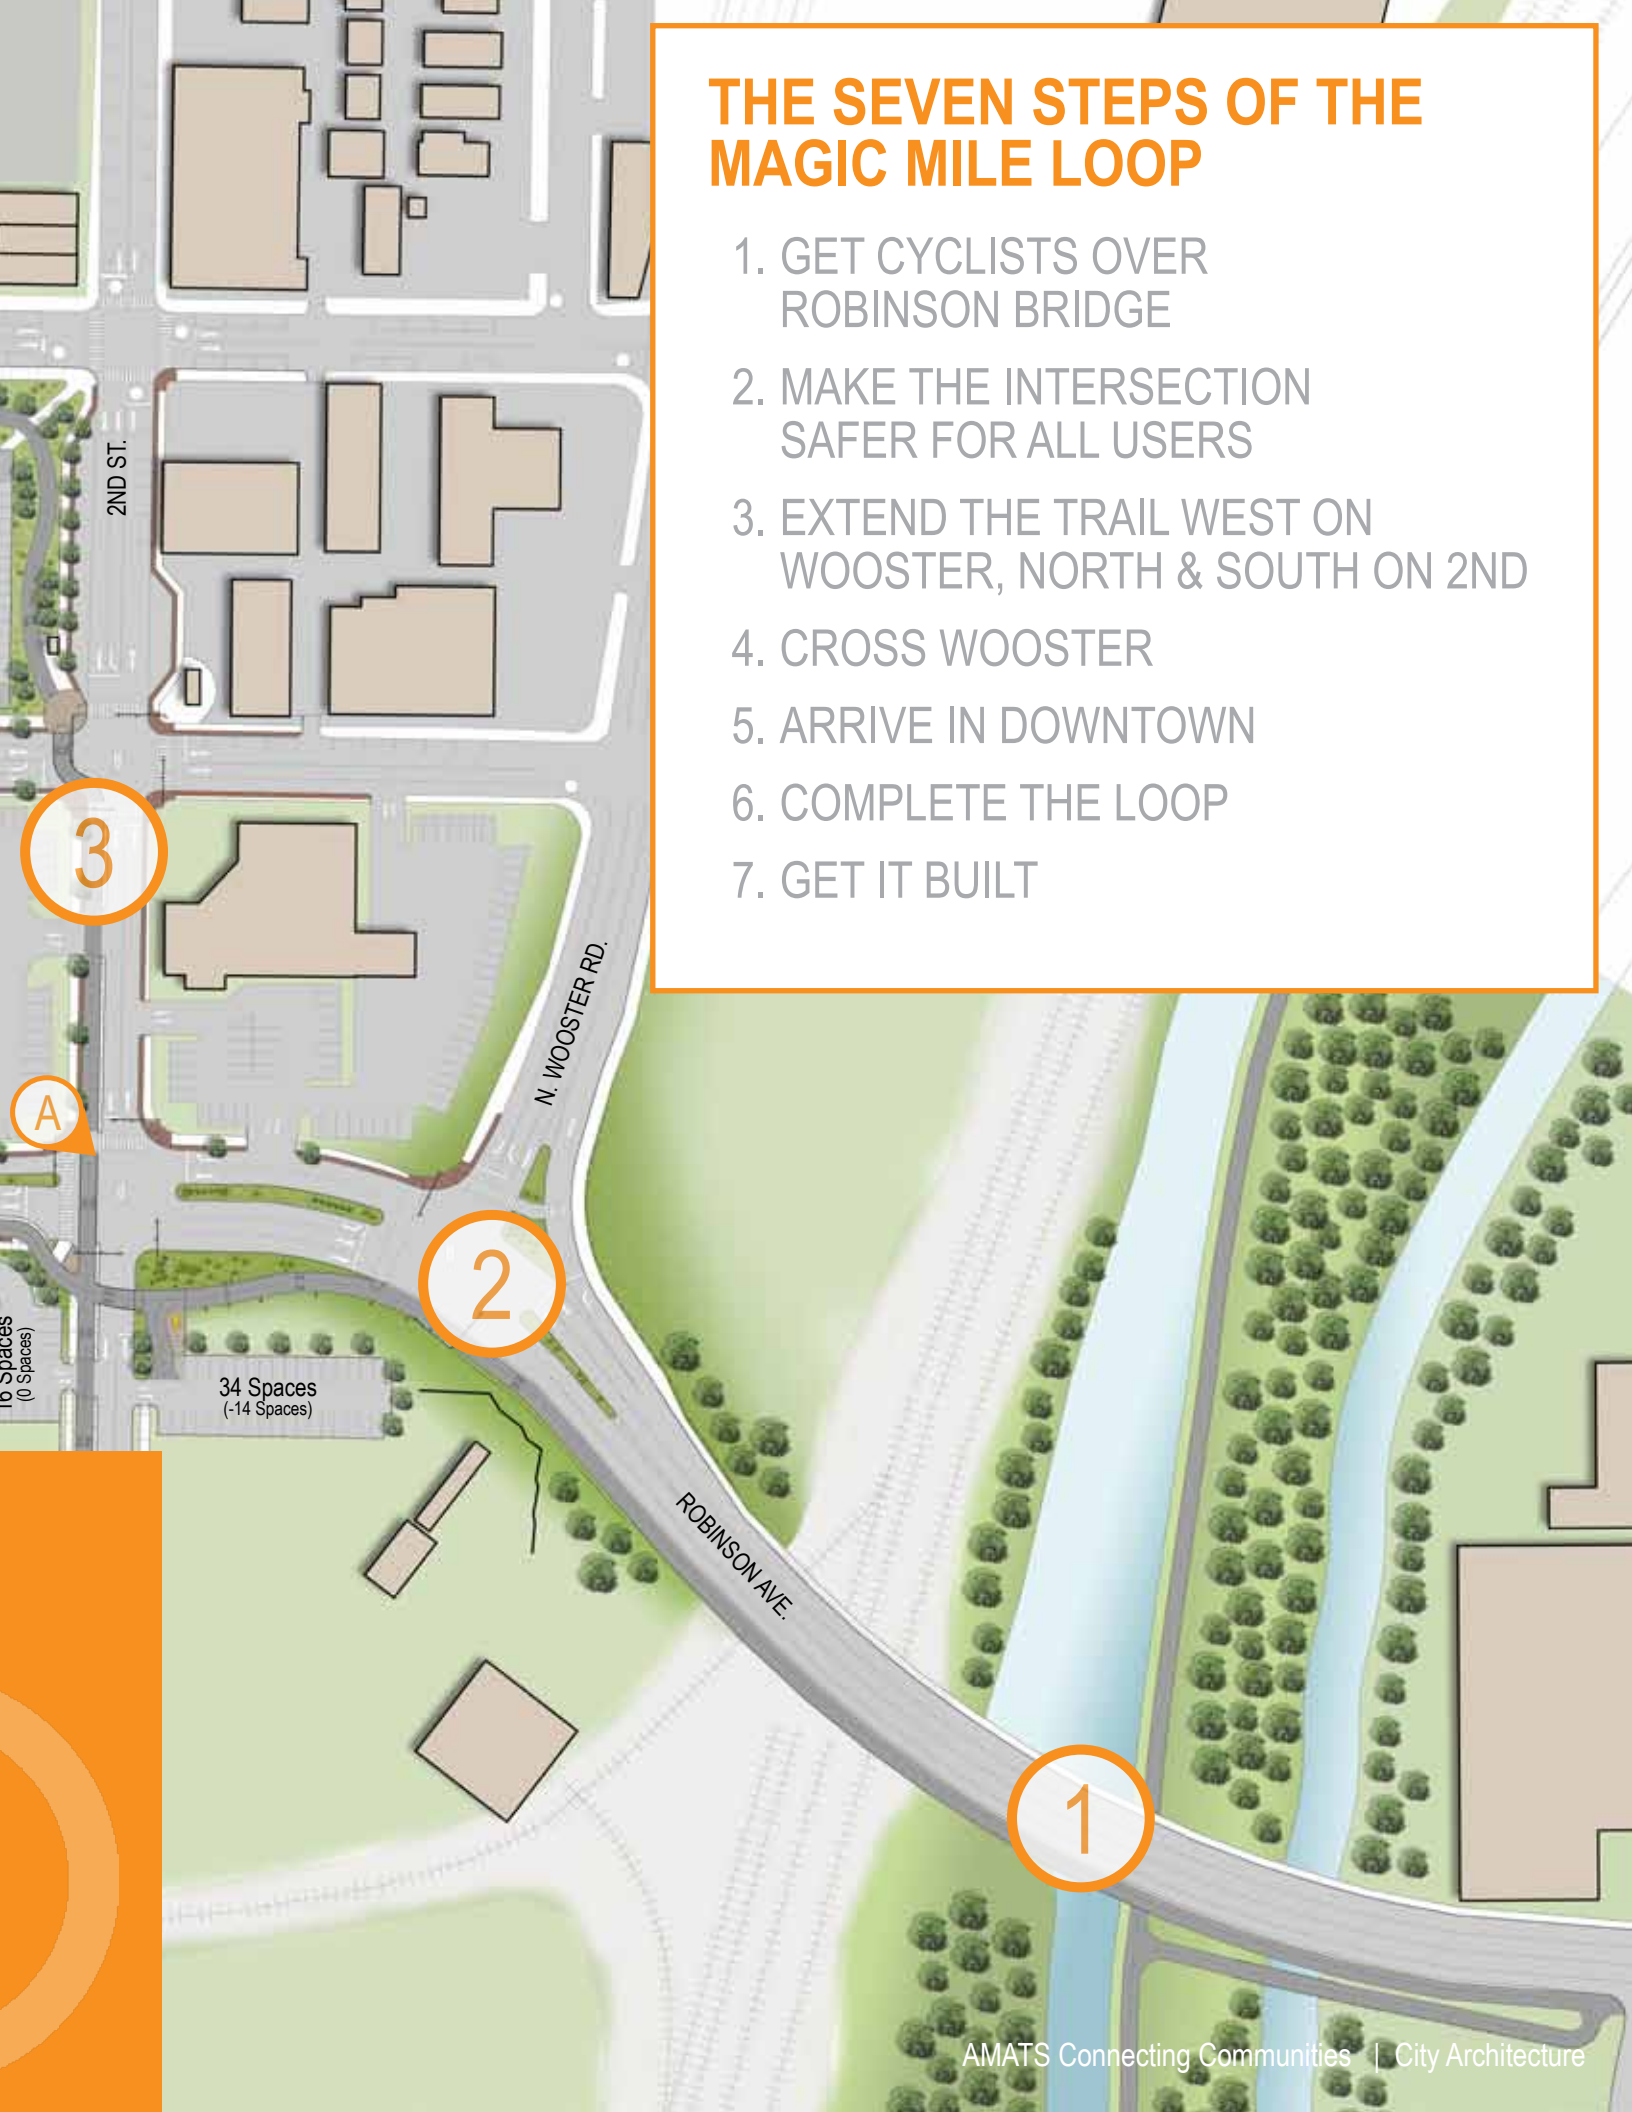 THE SEVEN STEPS OF THE
MAGIC MILE LOOP
1. GET CYCLISTS OVER
ROBINSON BRIDGE
2. MAKE THE INTERSECTION
SAFER FOR ALL USERS
3. EXTEND THE TRAIL WEST ON
WOOSTER, NORTH & SOUTH ON 2ND
4. CROSS WOOSTER
5. ARRIVE IN DOWNTOWN
6. COMPLETE THE LOOP
7. GET IT BUILT
2ND ST.
3
N. WOOSTER RD.
A
2
16 Spaces
(0 Spaces)
34 Spaces
(-14 Spaces)
ROBINSON AVE.
1
AMATS Connecting Communities | City Architecture